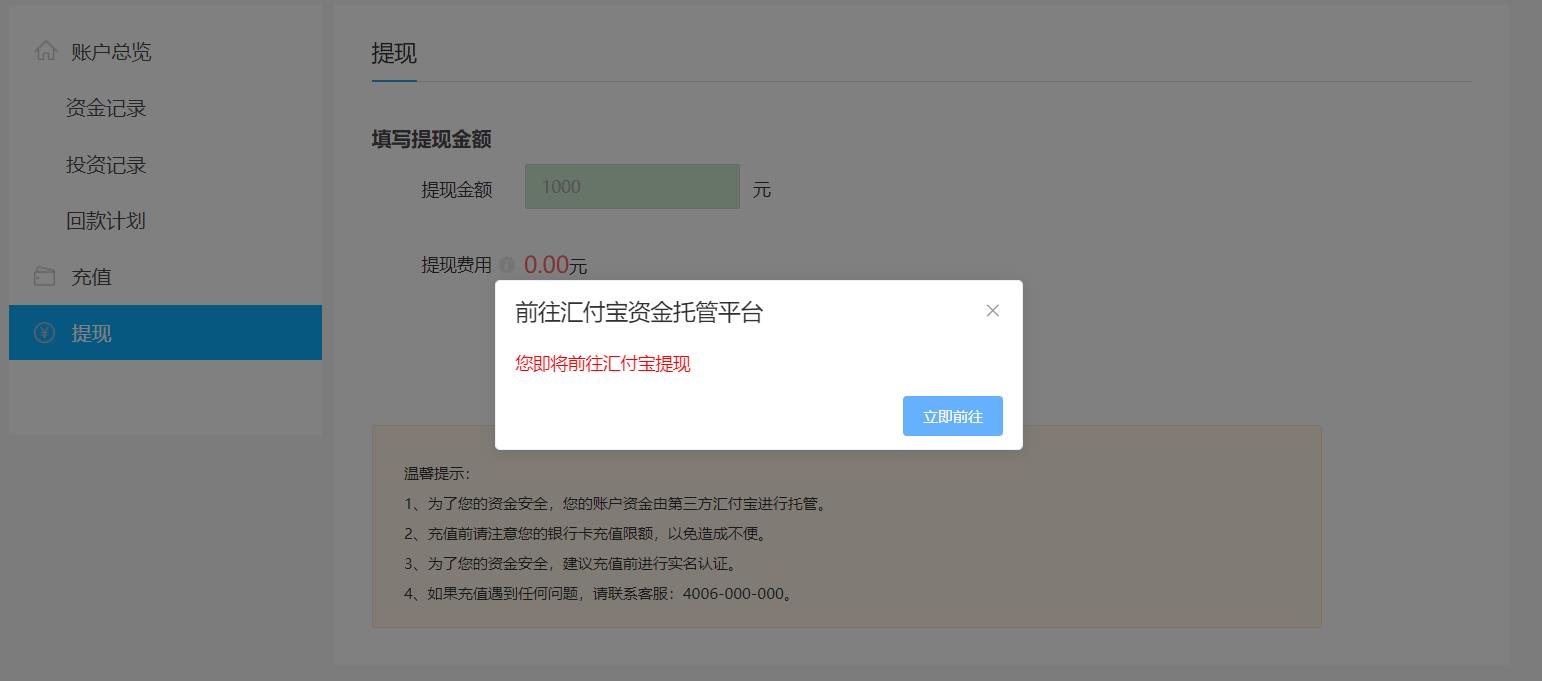 账户总览
资金记录
投资记录
回款计划
充值
提现
提现
填写提现金额
提现金额 1000 元
提现费用 0.00元
前往汇付宝资金托管平台
您即将前往汇付宝提现
立即前往
温馨提示：
1、为了您的资金安全，您的账户资金由第三方汇付宝进行托管。
2、充值前请注意您的银行卡充值限额，以免造成不便。
3、为了您的资金安全，建议充值前进行实名认证。
4、如果充值遇到任何问题，请联系客服：4006-000-000。